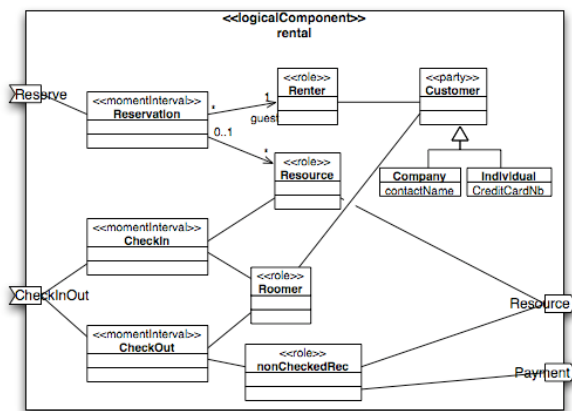 <<logicalComponent>>
rental
Reserve
<<momentInterval>>
Reservation
*
1
guest
0..1
*
<<role>>
Renter
<<party>>
Customer
<<role>>
Resource
Company
contactName
Individual
CreditCardNb
<<momentInterval>>
CheckIn
<<role>>
Roomer
CheckInOut
Resource
<<momentInterval>>
CheckOut
<<role>>
nonCheckedRec
Payment